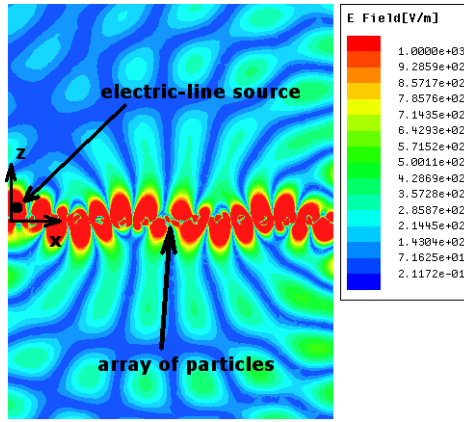 E Field[V/m]
1.0000e+03
9.2859e+02
8.5717e+02
7.8576e+02
7.1435e+02
6.4293e+02
5.7152e+02
5.0011e+02
4.2869e+02
3.5728e+02
2.8587e+02
2.1445e+02
1.4304e+02
7.1625e+01
2.1172e-01
electric-line source
z
x
array of particles